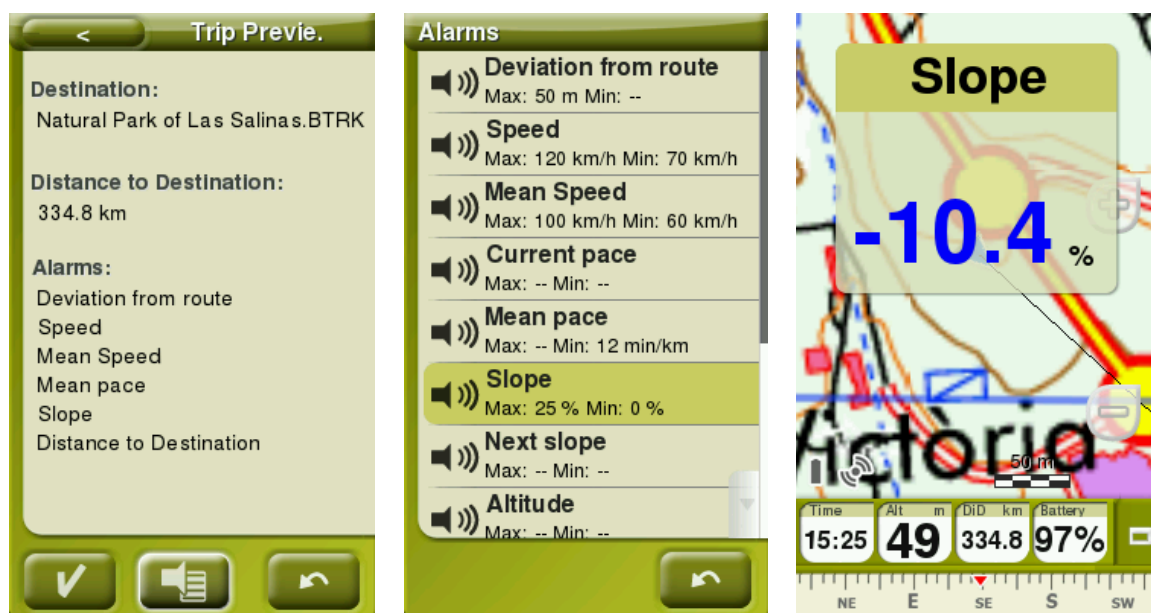 <
Trip Previe.
Destination:
Natural Park of Las Salinas.BTRK
Distance to Destination:
334.8 km
Alarms:
Deviation from route
Speed
Mean Speed
Mean pace
Slope
Distance to Destination
Alarms
Deviation from route
Max: 50 m Min: --
Speed
Max: 120 km/h Min: 70 km/h
Mean Speed
Max: 100 km/h Min: 60 km/h
Current pace
Max: -- Min: --
Mean pace
Max: -- Min: 12 min/km
Slope
Max: 25 % Min: 0 %
Next slope
Max: -- Min: --
Altitude
Max: -- Min: --
Slope
-10.4 %
Victoria
50 m
Time Alt m DiD km Battery
15:25 49 334.8 97%
NE E SE S SW